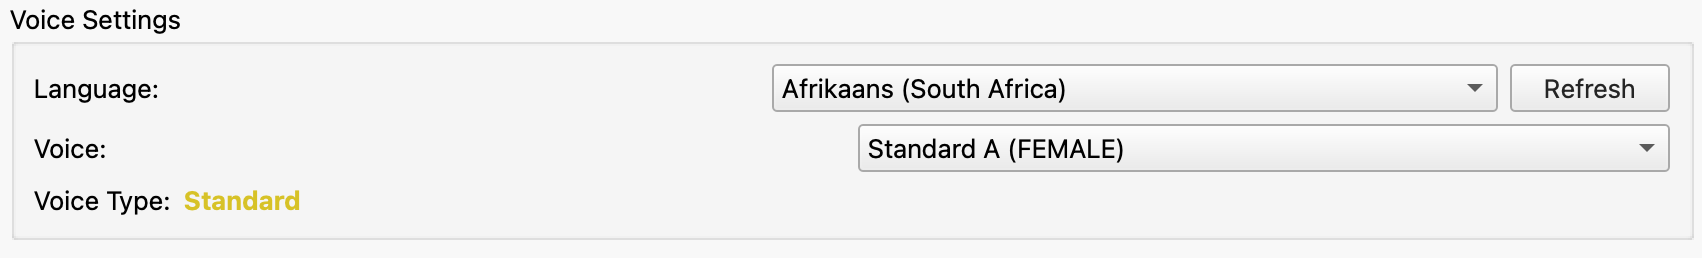 Voice Settings
Language: Afrikaans (South Africa) Refresh
Voice: Standard A (FEMALE)
Voice Type: Standard